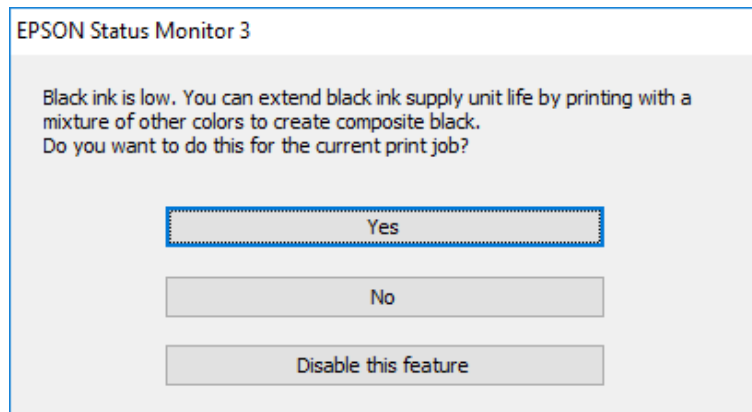 EPSON Status Monitor 3
Black ink is low. You can extend black ink supply unit life by printing with a
mixture of other colors to create composite black.
Do you want to do this for the current print job?
Yes
No
Disable this feature